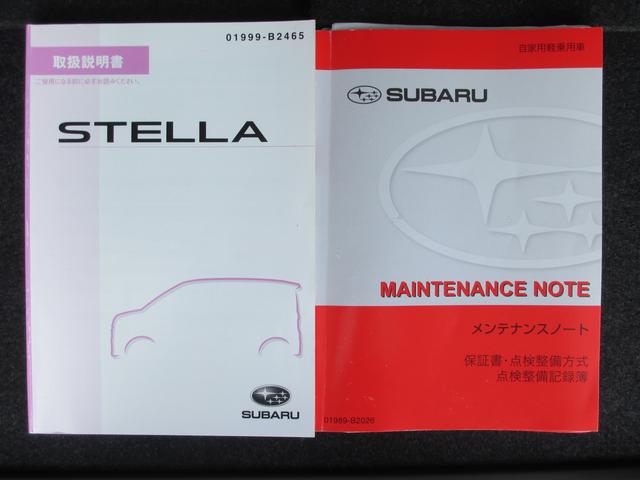 01999-B2465
取扱説明書
ご使用になる前に必ずお読みください。
STELLA
SUBARU
自家用軽乗用車
SUBARU
MAINTENANCE NOTE
メンテナンスノート
保証書・点検整備方式
点検整備記録簿
01989-B2026